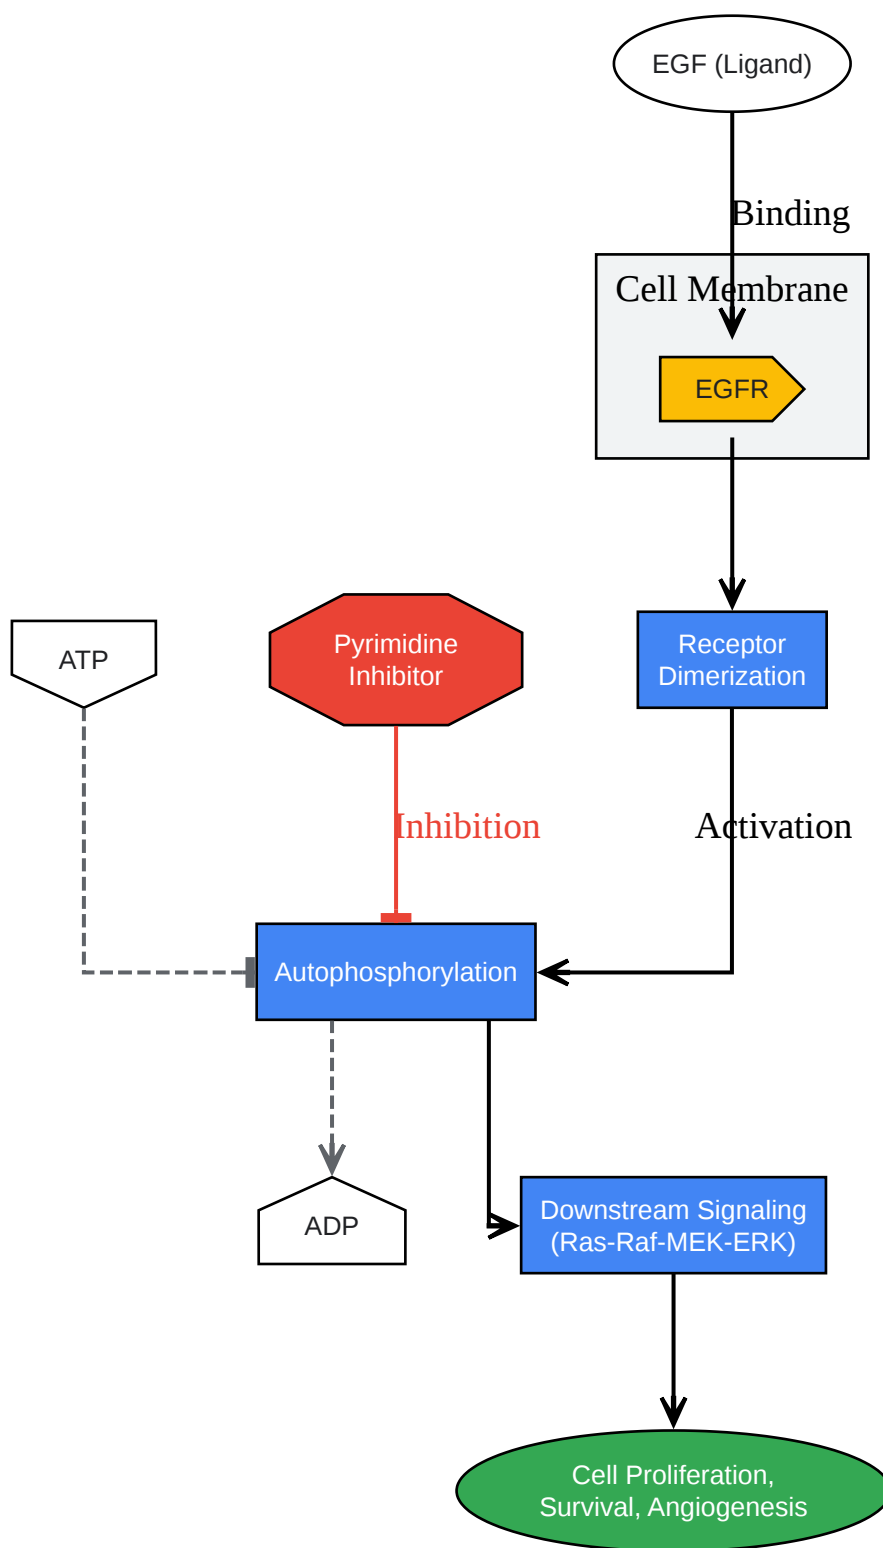 EGF (Ligand)
Binding
Cell Membrane
EGFR
ATP
Pyrimidine
Inhibitor
Receptor
Dimerization
Inhibition
Activation
Autophosphorylation
ADP
Downstream Signaling
(Ras-Raf-MEK-ERK)
Cell Proliferation,
Survival, Angiogenesis